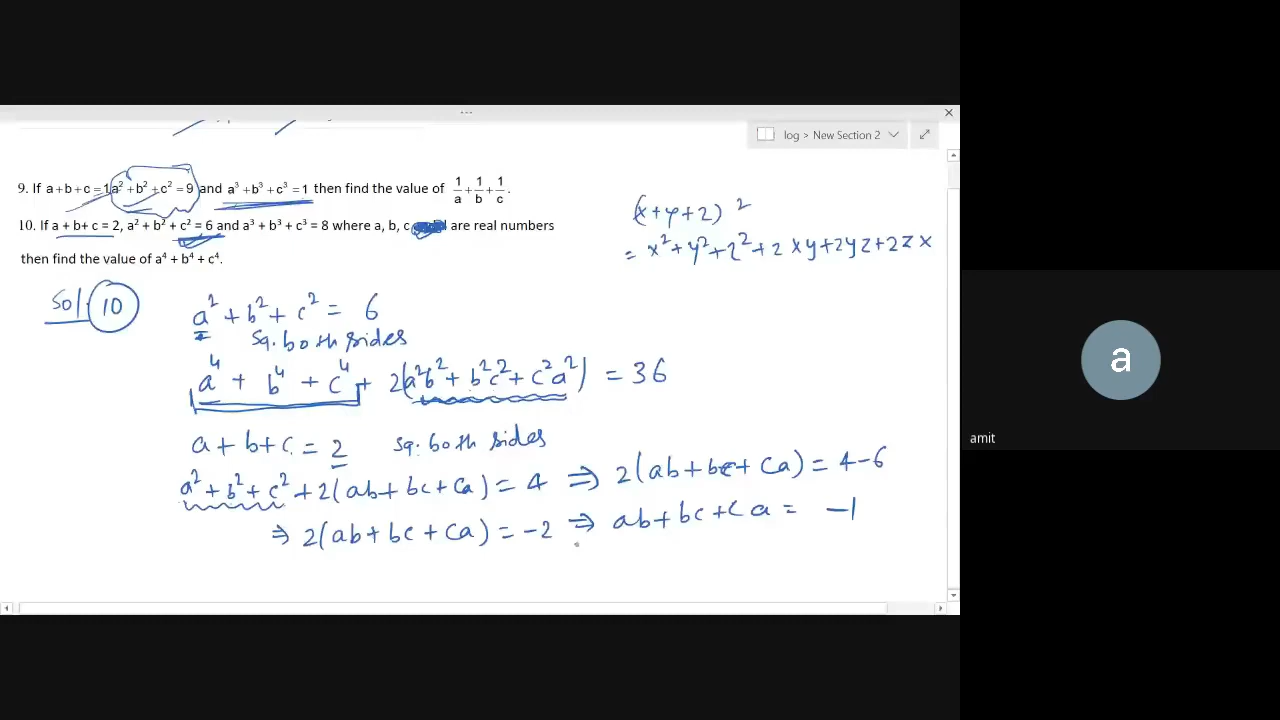 ...
log > New Section 2
9. If a+b+c =1 a² + b² + c² = 9 and a³ + b³ + c³ = 1 then find the value of 1/a + 1/b + 1/c.
(x+y+z)²
10. If a + b+ c = 2, a² + b² + c² = 6 and a³ + b³ + c³ = 8 where a, b, c are real numbers
= x²+y²+z²+2xy+2yz+2zx
then find the value of a⁴ + b⁴ + c⁴.
Sol. 10
a² + b² + c² = 6
sq. both sides
a⁴ + b⁴ + c⁴ + 2(a²b² + b²c² + c²a²) = 36
a
a + b + c = 2 sq. both sides
amit
a² + b² + c² + 2(ab + bc + ca) = 4 ⇒ 2(ab + bc + ca) = 4-6
⇒ 2(ab + bc + ca) = -2 ⇒ ab + bc + ca = -1